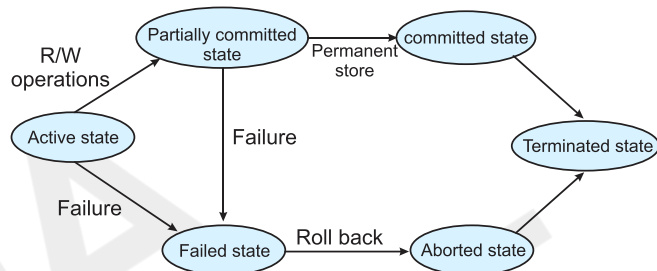 Partially committed
state
committed state
R/W
operations
Permanent
store
Active state
Failure
Terminated state
Failure
Failed state
Roll back
Aborted state